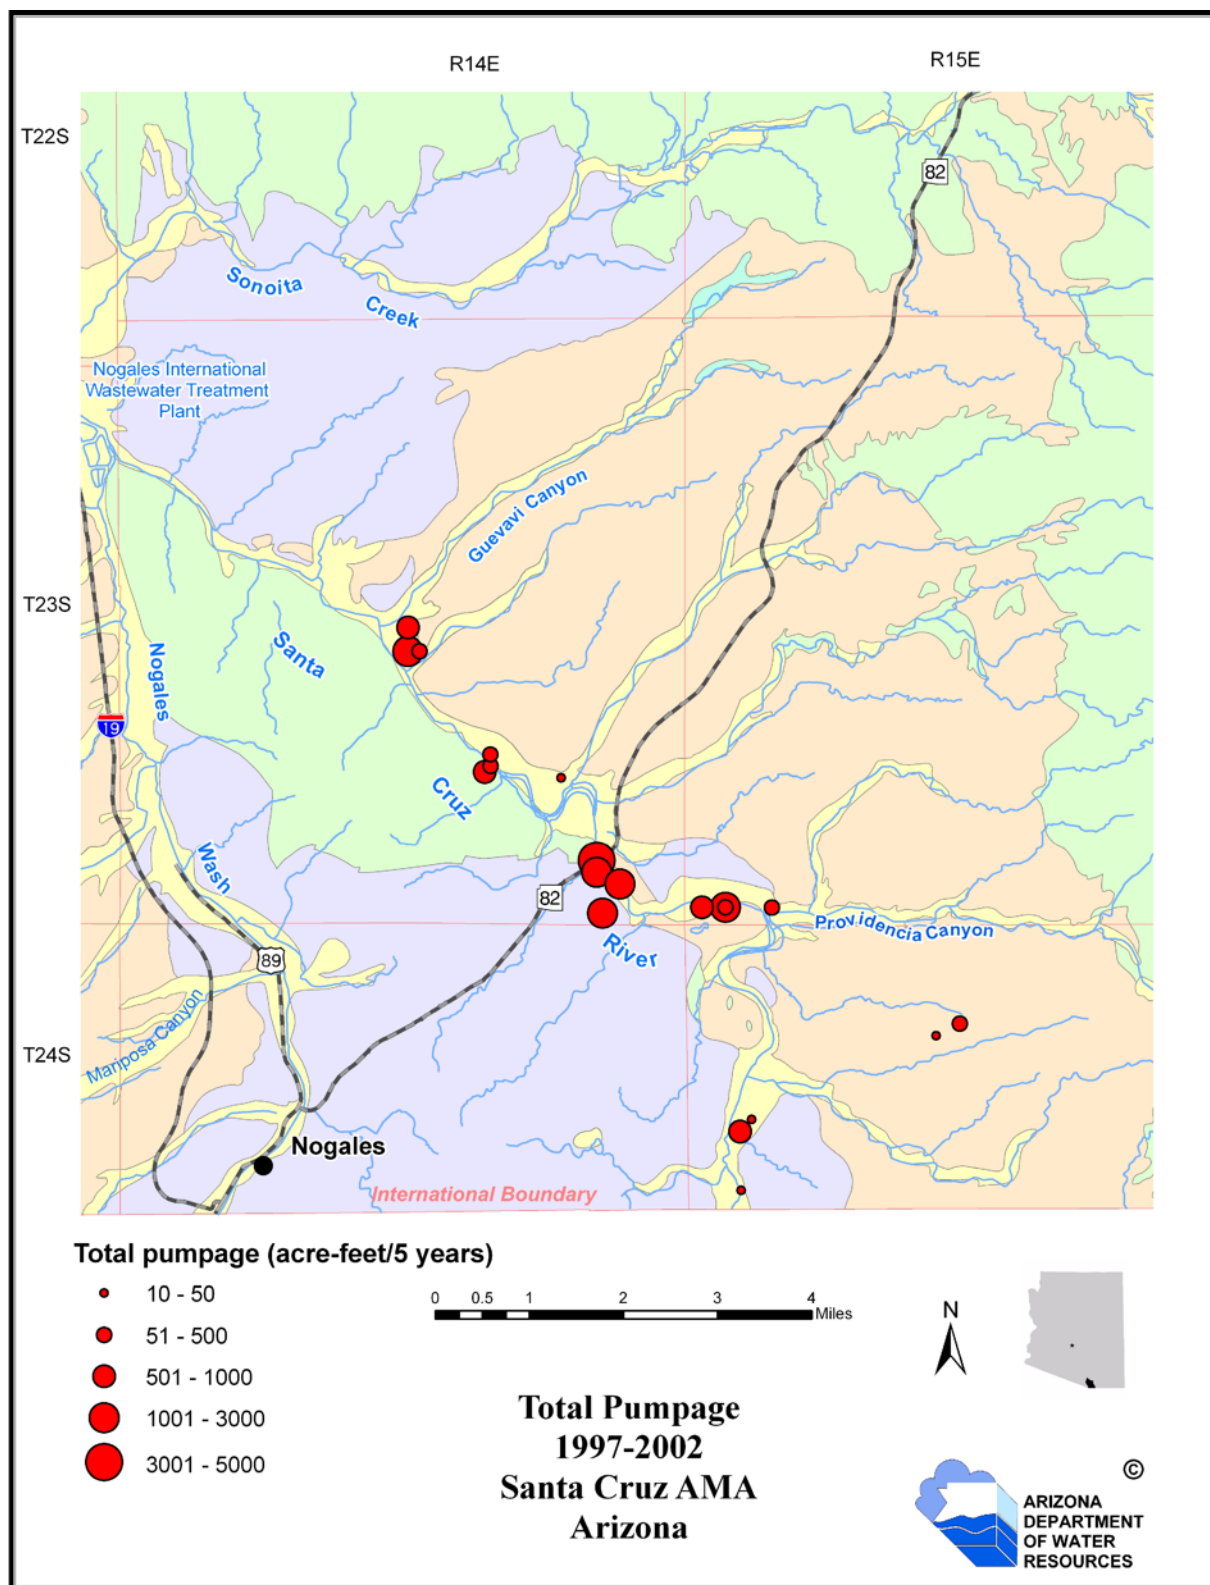 R14E
R15E
T22S
82
Sonoita
Creek
Nogales International
Wastewater Treatment
Plant
Guevavi Canyon
T23S
Santa
Nogales
19
Cruz
Wash
82
Providencia Canyon
River
89
Mariposa Canyon
T24S
Nogales
International Boundary
Total pumpage (acre-feet/5 years)
10 - 50
51 - 500
501 - 1000
1001 - 3000
3001 - 5000
0 0.5 1 2 3 4
Miles
N
Total Pumpage
1997-2002
Santa Cruz AMA
Arizona
©
ARIZONA
DEPARTMENT
OF WATER
RESOURCES